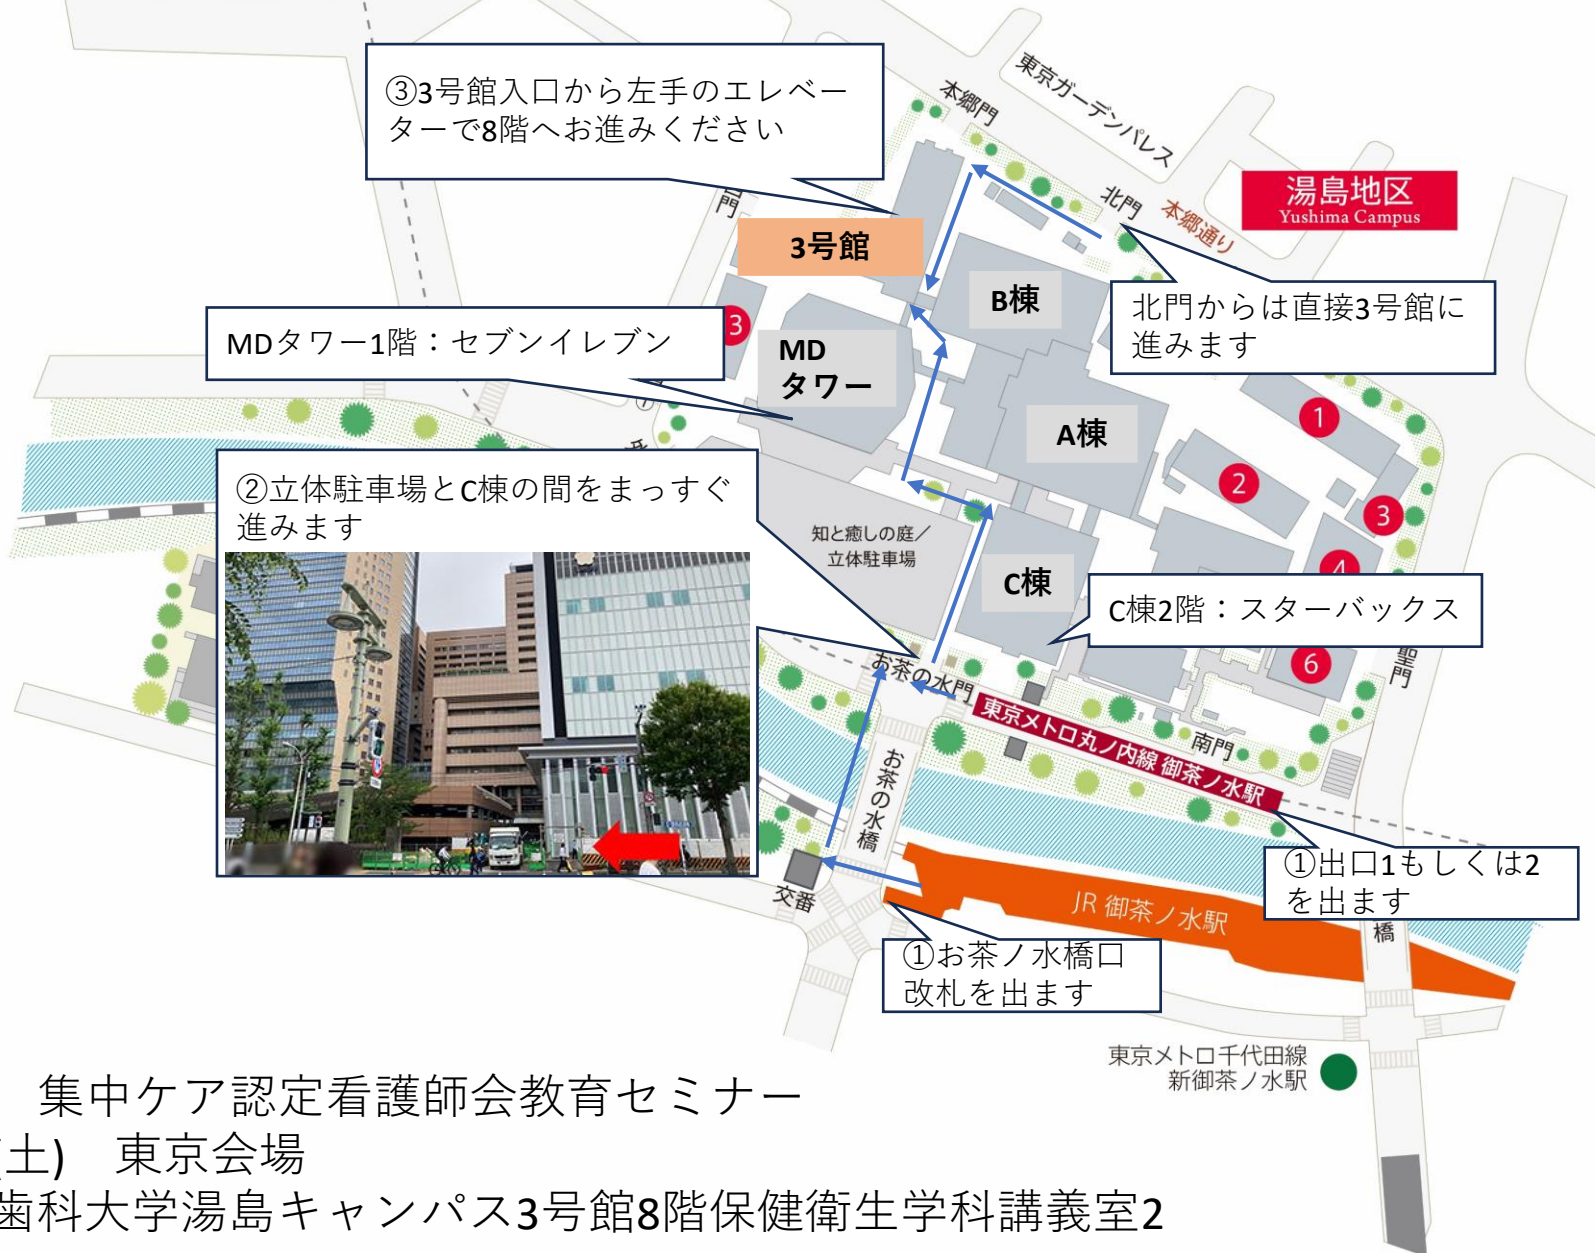 ③3号館入口から左手のエレベー
ターで8階へお進みください
本郷門
東京ガーデンパレス
湯島地区
Yushima Campus
北門
本郷通り
門
3号館
B棟
北門からは直接3号館に
進みます
MDタワー1階：セブンイレブン
3
MD
タワー
A棟
1
2
3
4
6
②立体駐車場とC棟の間をまっすぐ
進みます
知と癒しの庭／
立体駐車場
C棟
C棟2階：スターバックス
聖門
お茶の水門
東京メトロ丸ノ内線 御茶ノ水駅
南門
お茶の水橋
①出口1もしくは2
を出ます
交番
JR 御茶ノ水駅
橋
①お茶ノ水橋口
改札を出ます
東京メトロ千代田線
新御茶ノ水駅
集中ケア認定看護師会教育セミナー
土)　東京会場
歯科大学湯島キャンパス3号館8階保健衛生学科講義室2